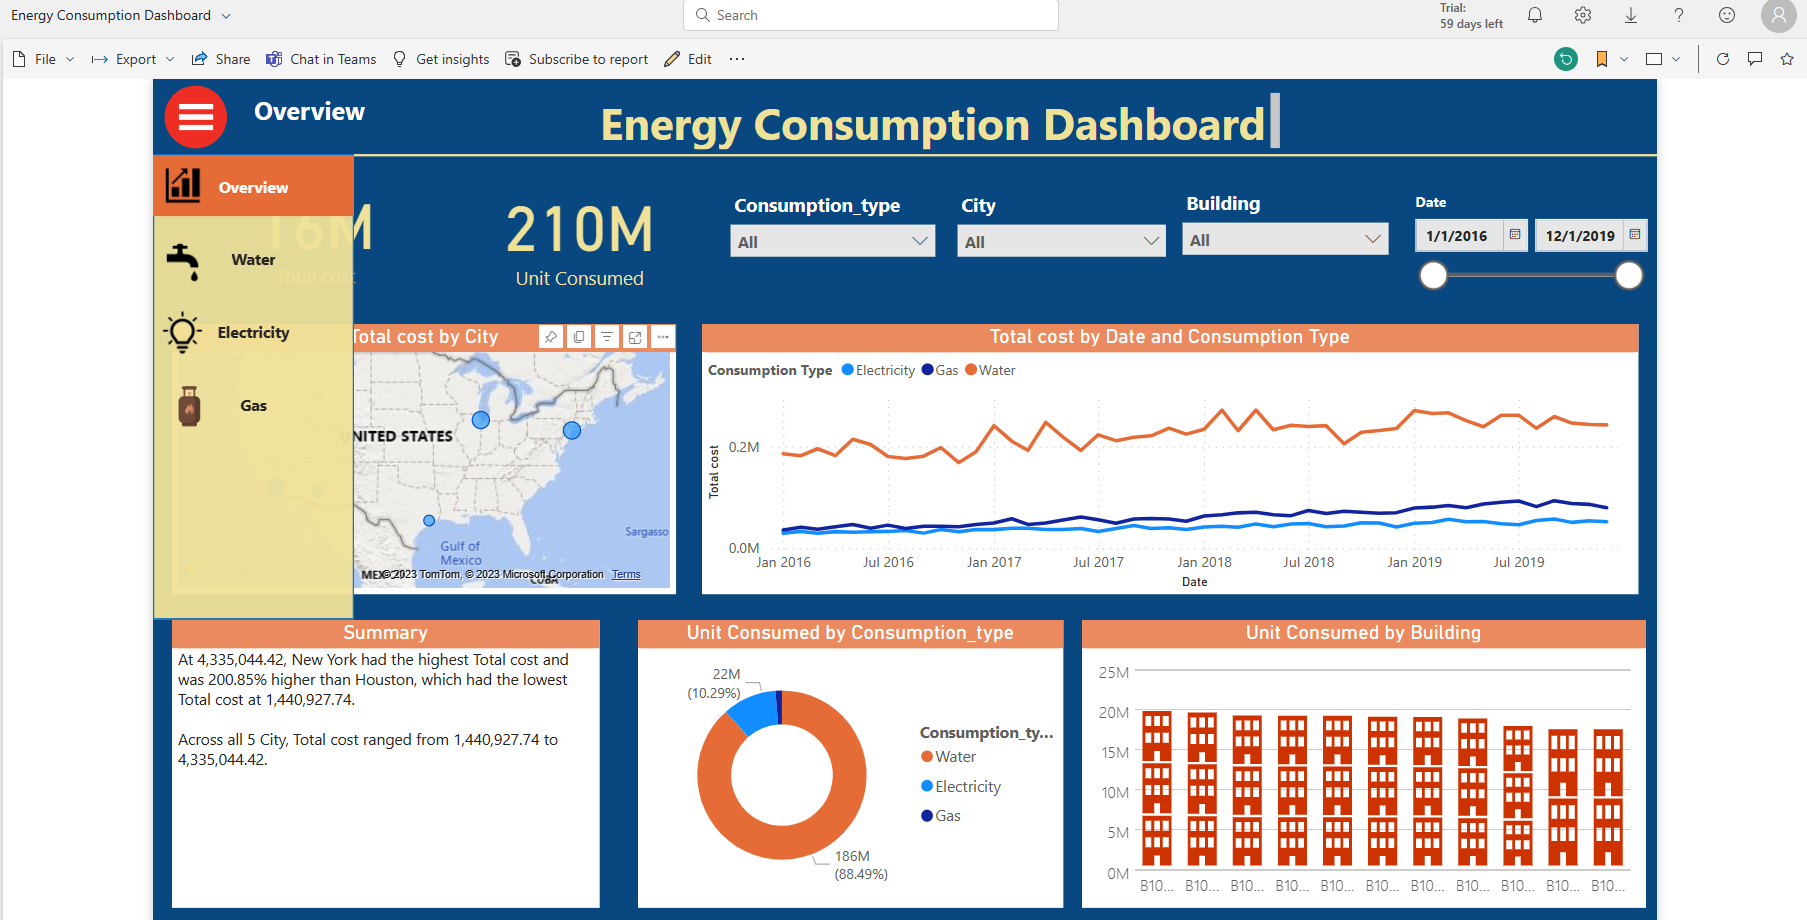 Energy Consumption Dashboard
Search
Trial:
59 days left
File
Export
Share
Chat in Teams
Get insights
Subscribe to report
Edit
Overview
Energy Consumption Dashboard
Overview
Water
Electricity
Gas
16M
Total cost
210M
Unit Consumed
Consumption_type
All
City
All
Building
All
Date
1/1/2016
12/1/2019
Total cost by City
UNITED STATES
Sargasso
Gulf of
Mexico
MEXICO
CUBA
© 2023 TomTom, © 2023 Microsoft Corporation Terms
Total cost by Date and Consumption Type
Consumption Type Electricity Gas Water
Total cost
0.2M
0.0M
Jan 2016 Jul 2016 Jan 2017 Jul 2017 Jan 2018 Jul 2018 Jan 2019 Jul 2019
Date
Summary
At 4,335,044.42, New York had the highest Total cost and
was 200.85% higher than Houston, which had the lowest
Total cost at 1,440,927.74.
Across all 5 City, Total cost ranged from 1,440,927.74 to
4,335,044.42.
Unit Consumed by Consumption_type
22M
(10.29%)
186M
(88.49%)
Consumption_ty...
Water
Electricity
Gas
Unit Consumed by Building
25M
20M
15M
10M
5M
0M
B10... B10... B10... B10... B10... B10... B10... B10... B10... B10... B10...